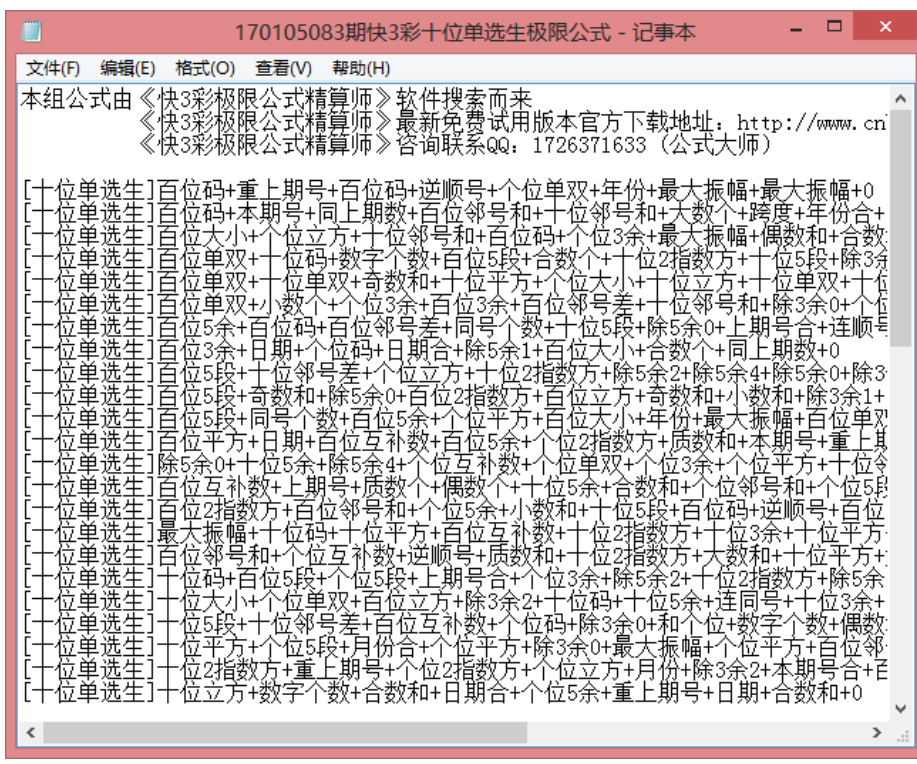 170105083期快3彩十位单选生极限公式 - 记事本
文件(F) 编辑(E) 格式(O) 查看(V) 帮助(H)
本组公式由《快3彩极限公式精算师》软件搜索而来
《快3彩极限公式精算师》最新免费试用版本官方下载地址: http://www.cn
《快3彩极限公式精算师》咨询联系QQ: 1726371633 (公式大师)
[十位单选生]百位码+重上期号+百位码+逆顺号+个位单双+年份+最大振幅+最大振幅+0
[十位单选生]百位码+本期号+同上期数+百位邻号和+十位邻号和+大数个+跨度+年份合+
[十位单选生]百位大小+个位立方+十位邻号和+百位码+个位3余+最大振幅+偶数和+合数
[十位单选生]百位单双+十位码+数字个数+百位5段+合数个+十位2指数方+十位5段+除3余
[十位单选生]百位单双+十位单双+奇数和+十位平方+个位大小+十位立方+十位单双+十位
[十位单选生]百位单双+小数个+个位3余+百位3余+百位邻号差+十位邻号和+除3余0+个位
[十位单选生]百位5余+百位码+百位邻号差+同号个数+十位5段+除5余0+上期号合+连顺号
[十位单选生]百位3余+日期+个位码+日期合+除5余1+百位大小+合数个+同上期数+0
[十位单选生]百位5段+十位邻号差+个位立方+十位2指数方+除5余2+除5余4+除5余0+除3
[十位单选生]百位5段+奇数和+除5余0+百位2指数方+百位立方+奇数和+小数和+除3余1+
[十位单选生]百位5段+同号个数+百位5余+个位平方+百位大小+年份+最大振幅+百位单双
[十位单选生]百位平方+日期+百位互补数+百位5余+个位2指数方+质数和+本期号+重上期
[十位单选生]除5余0+十位5余+除5余4+个位互补数+个位单双+个位3余+个位平方+十位
[十位单选生]百位互补数+上期号+质数个+偶数个+十位5余+合数和+个位邻号和+个位5段
[十位单选生]百位2指数方+百位邻号和+个位5余+小数和+十位5段+百位码+逆顺号+百位
[十位单选生]最大振幅+十位码+十位平方+百位互补数+十位2指数方+十位3余+十位平方
[十位单选生]百位邻号和+个位互补数+逆顺号+质数和+十位2指数方+大数和+十位平方+
[十位单选生]十位码+百位5段+个位5段+上期号合+个位3余+除5余2+十位2指数方+除5余
[十位单选生]十位大小+个位单双+百位立方+除3余2+十位码+十位5余+连同号+十位3余+
[十位单选生]十位5段+十位邻号差+百位互补数+个位码+除3余0+和个位+数字个数+偶数
[十位单选生]十位平方+个位5段+月份合+个位平方+除3余0+最大振幅+个位平方+百位邻
[十位单选生]十位2指数方+重上期号+个位2指数方+个位立方+月份+除3余2+本期号合+百
[十位单选生]十位立方+数字个数+合数和+日期合+个位5余+重上期号+日期+合数和+0